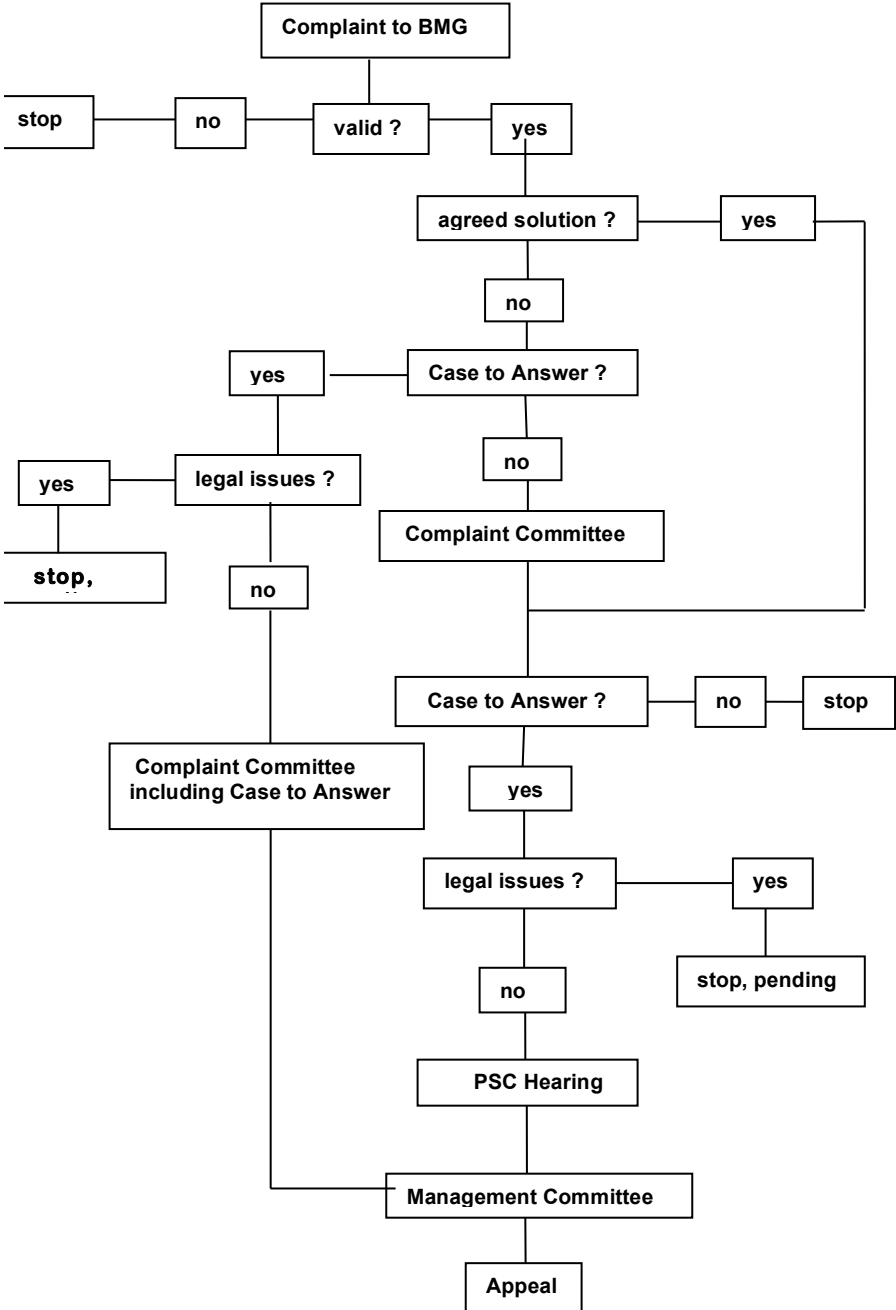 Complaint to BMG
stop
no
valid ?
yes
agreed solution ?
yes
no
yes
Case to Answer ?
no
yes
legal issues ?
Complaint Committee
stop,
no
Case to Answer ?
no
stop
Complaint Committee
including Case to Answer
yes
legal issues ?
yes
no
stop, pending
PSC Hearing
Management Committee
Appeal